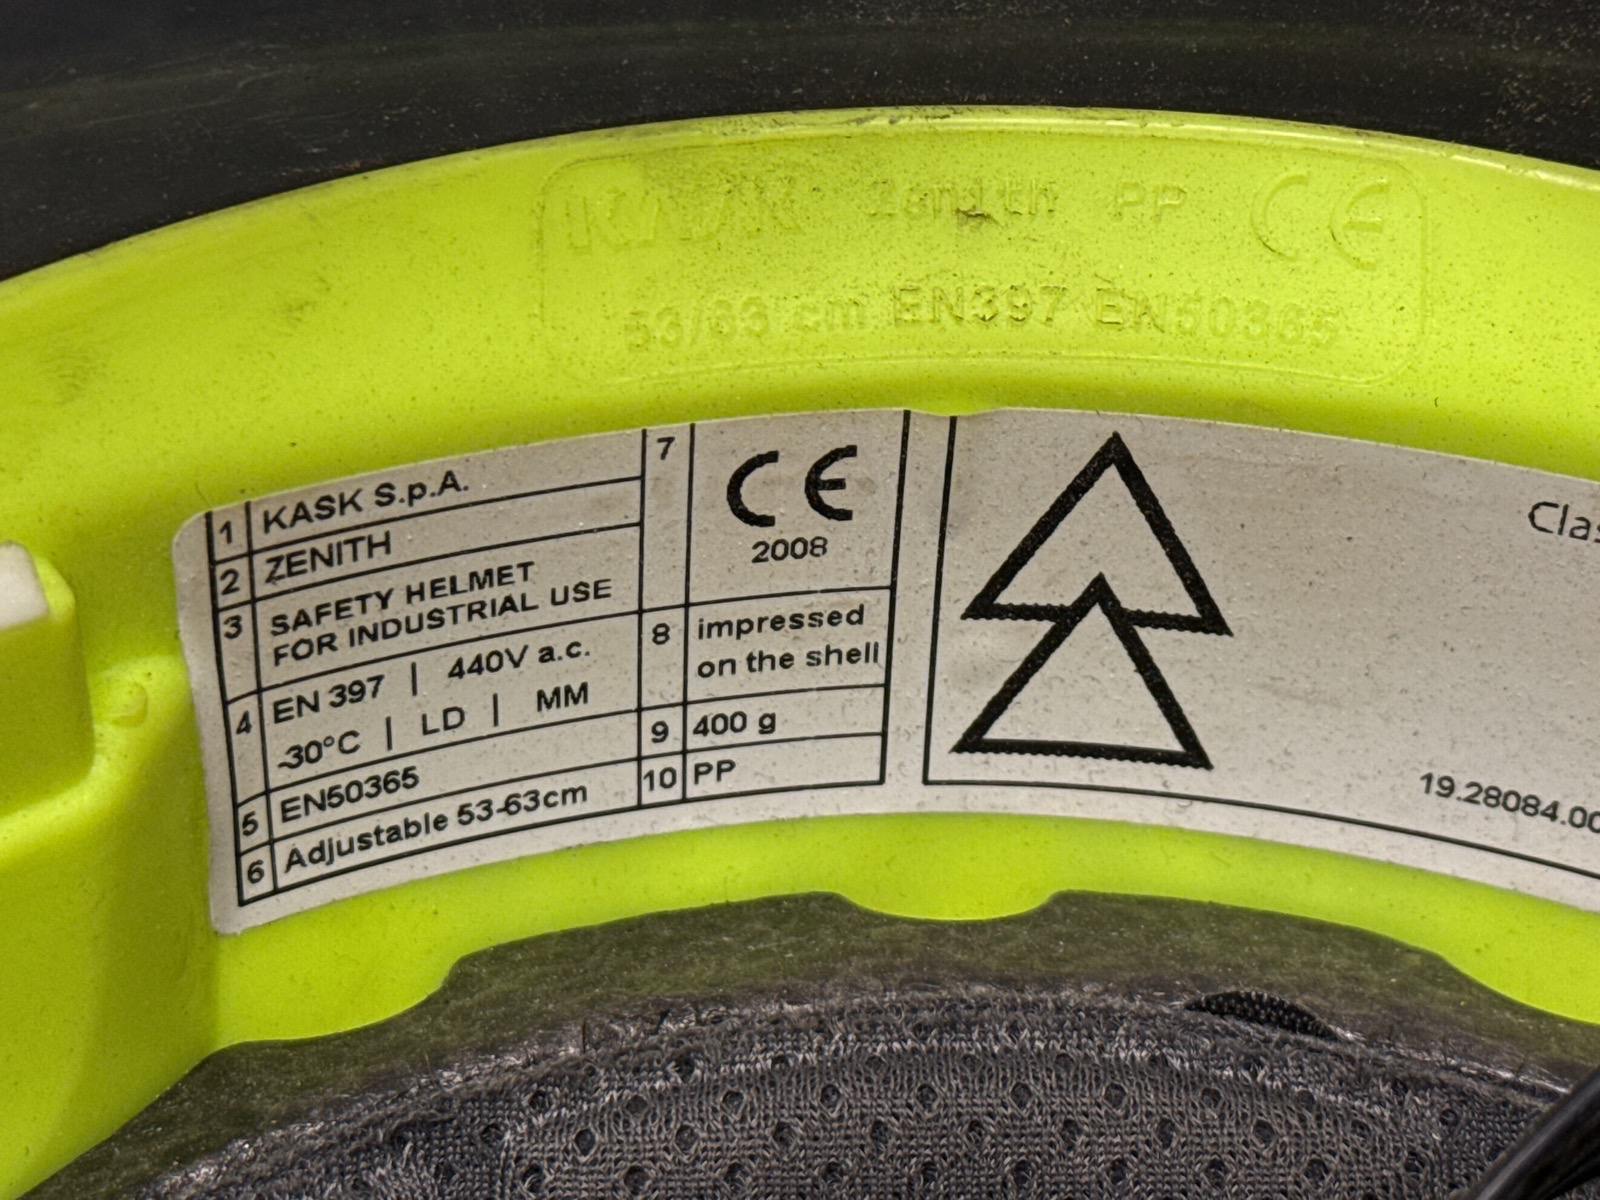 KASK Zenith PP CE
53/63 cm EN397 EN50365
1 KASK S.p.A.
2 ZENITH
3 SAFETY HELMET
FOR INDUSTRIAL USE
4 EN 397 | 440V a.c.
-30°C | LD | MM
5 EN50365
6 Adjustable 53-63cm
7 CE
2008
8 impressed
on the shell
9 400 g
10 PP
Clas
19.28084.00